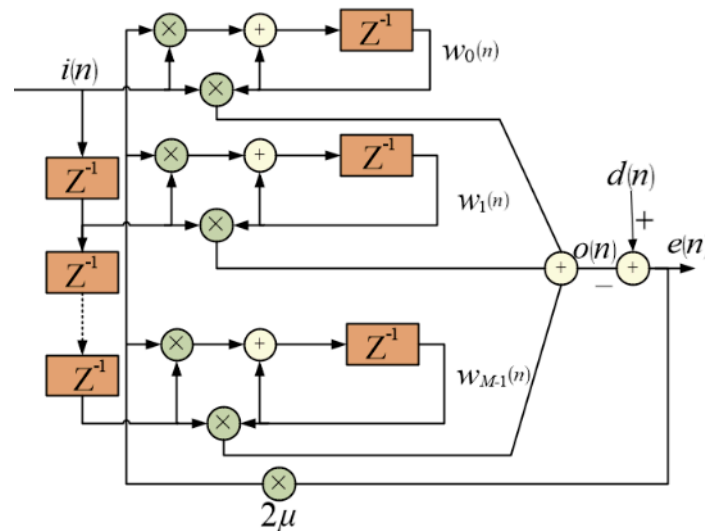 Z⁻¹
i(n)
w₀(n)
Z⁻¹
Z⁻¹
d(n)
w₁(n)
+
o(n)
e(n)
Z⁻¹
−
Z⁻¹
Z⁻¹
w_{M-1}(n)
2μ